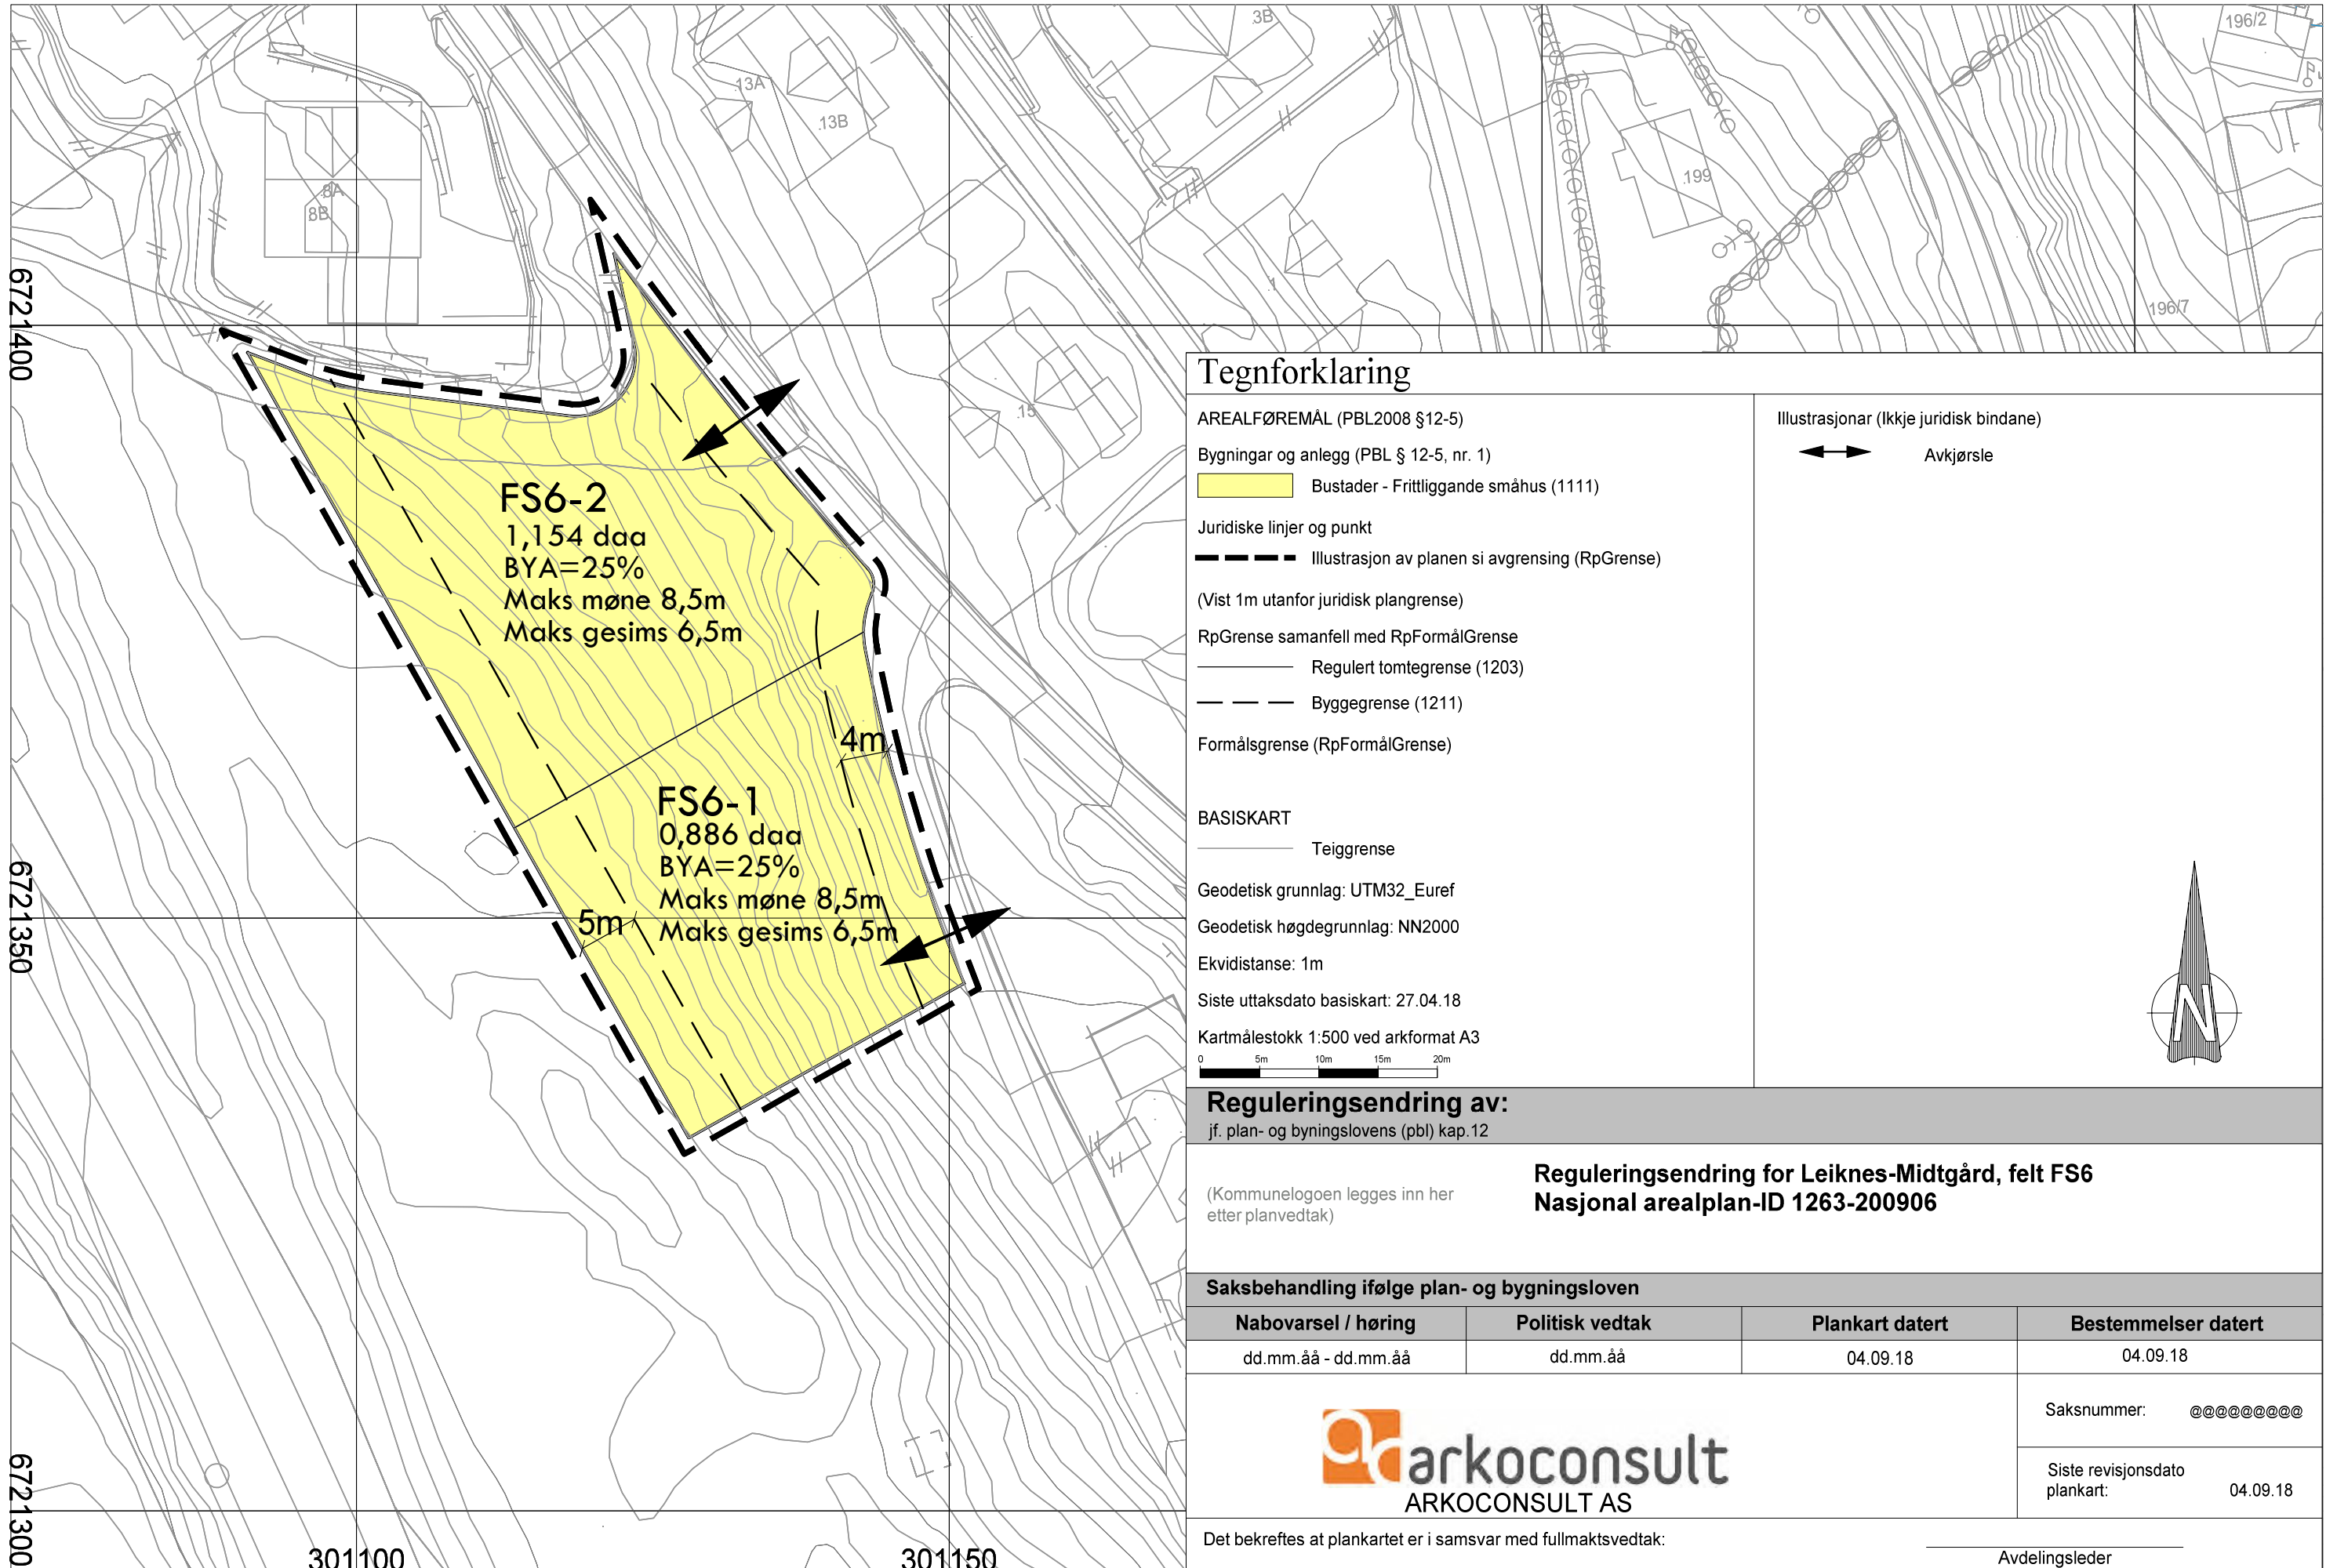 3B
196/2
13A
13B
8A
8B
199
1
196/7
15
6721400
6721350
6721300
301100
301150
FS6-2
1,154 daa
BYA=25%
Maks møne 8,5m
Maks gesims 6,5m
4m
FS6-1
0,886 daa
BYA=25%
Maks møne 8,5m
Maks gesims 6,5m
5m
Tegnforklaring
AREALFØREMÅL (PBL2008 §12-5)
Bygningar og anlegg (PBL § 12-5, nr. 1)
Bustader - Frittliggande småhus (1111)
Juridiske linjer og punkt
Illustrasjon av planen si avgrensing (RpGrense)
(Vist 1m utanfor juridisk plangrense)
RpGrense samanfell med RpFormålGrense
Regulert tomtegrense (1203)
Byggegrense (1211)
Formålsgrense (RpFormålGrense)
BASISKART
Teiggrense
Geodetisk grunnlag: UTM32_Euref
Geodetisk høgdegrunnlag: NN2000
Ekvidistanse: 1m
Siste uttaksdato basiskart: 27.04.18
Kartmålestokk 1:500 ved arkformat A3
0 5m 10m 15m 20m
Illustrasjonar (Ikkje juridisk bindane)
Avkjørsle
N
Reguleringsendring av:
jf. plan- og byningslovens (pbl) kap.12
(Kommunelogoen legges inn her
etter planvedtak)
Reguleringsendring for Leiknes-Midtgård, felt FS6
Nasjonal arealplan-ID 1263-200906
Saksbehandling ifølge plan- og bygningsloven
Nabovarsel / høring Politisk vedtak Plankart datert Bestemmelser datert
dd.mm.åå - dd.mm.åå dd.mm.åå 04.09.18 04.09.18
arkoconsult
ARKOCONSULT AS
Saksnummer: @@@@@@@@@
Siste revisjonsdato
plankart: 04.09.18
Det bekreftes at plankartet er i samsvar med fullmaktsvedtak:
Avdelingsleder